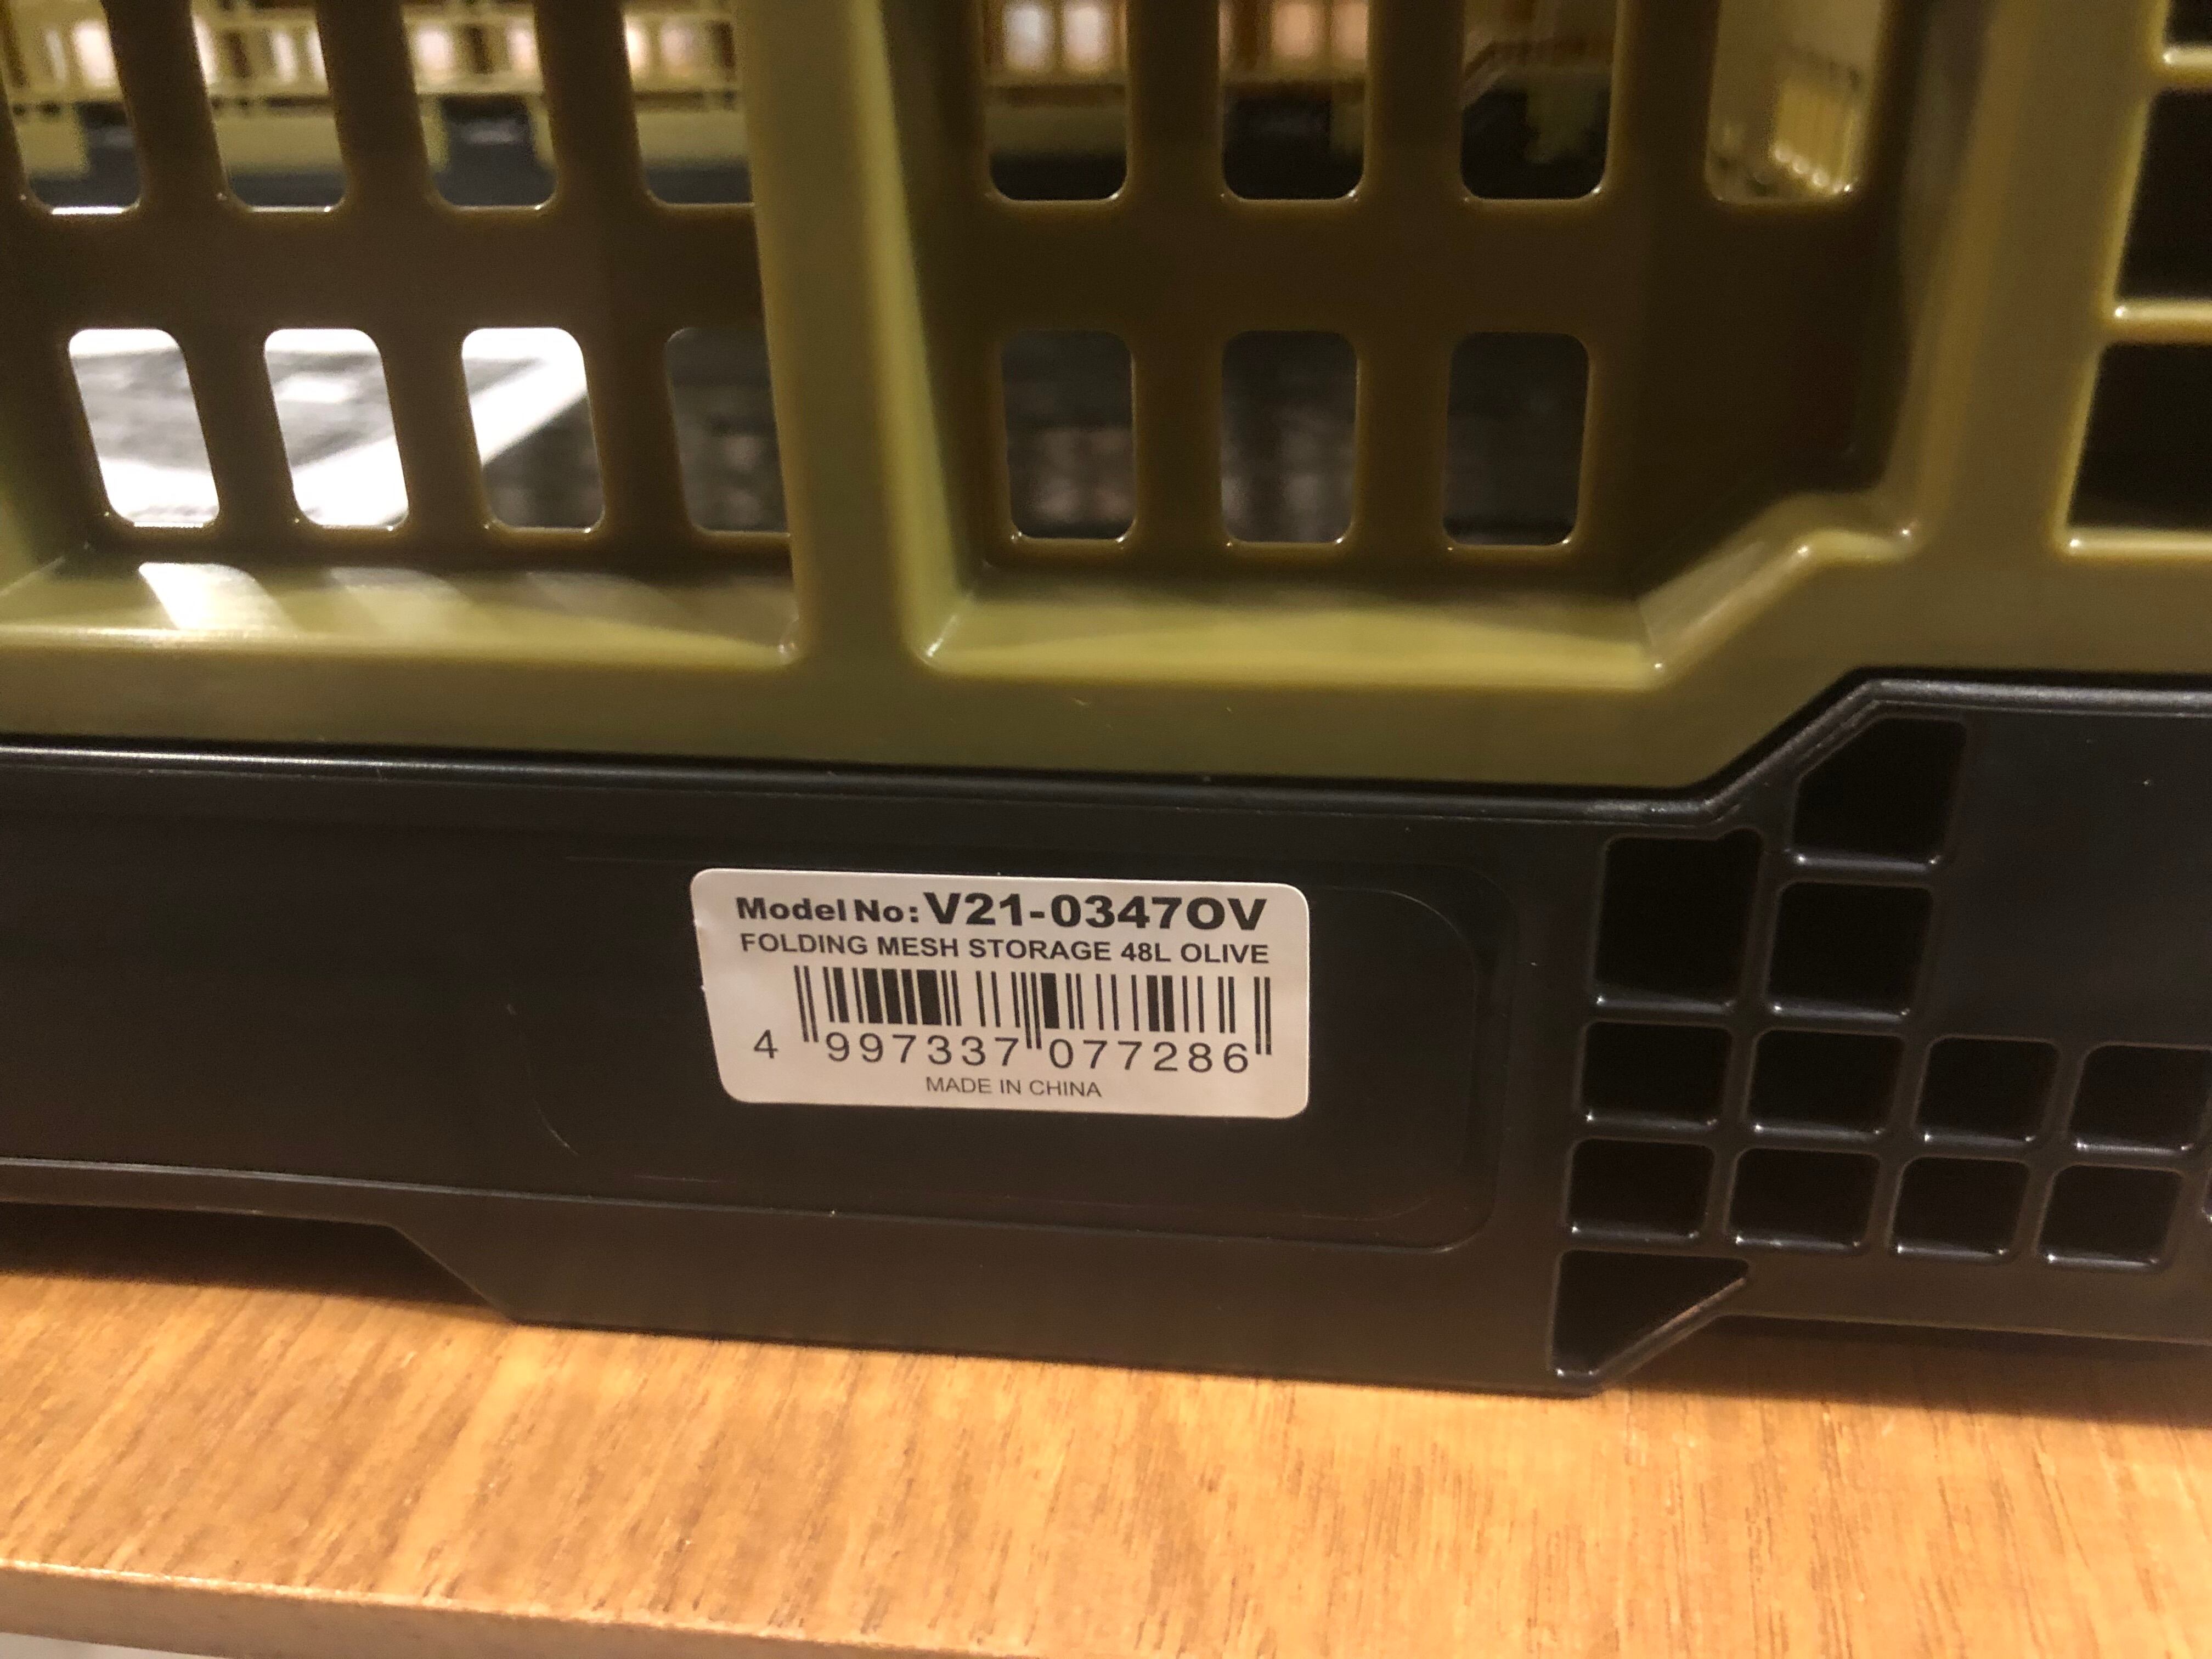 Model No: V21-0347OV
FOLDING MESH STORAGE 48L OLIVE
4 997337 077286
MADE IN CHINA